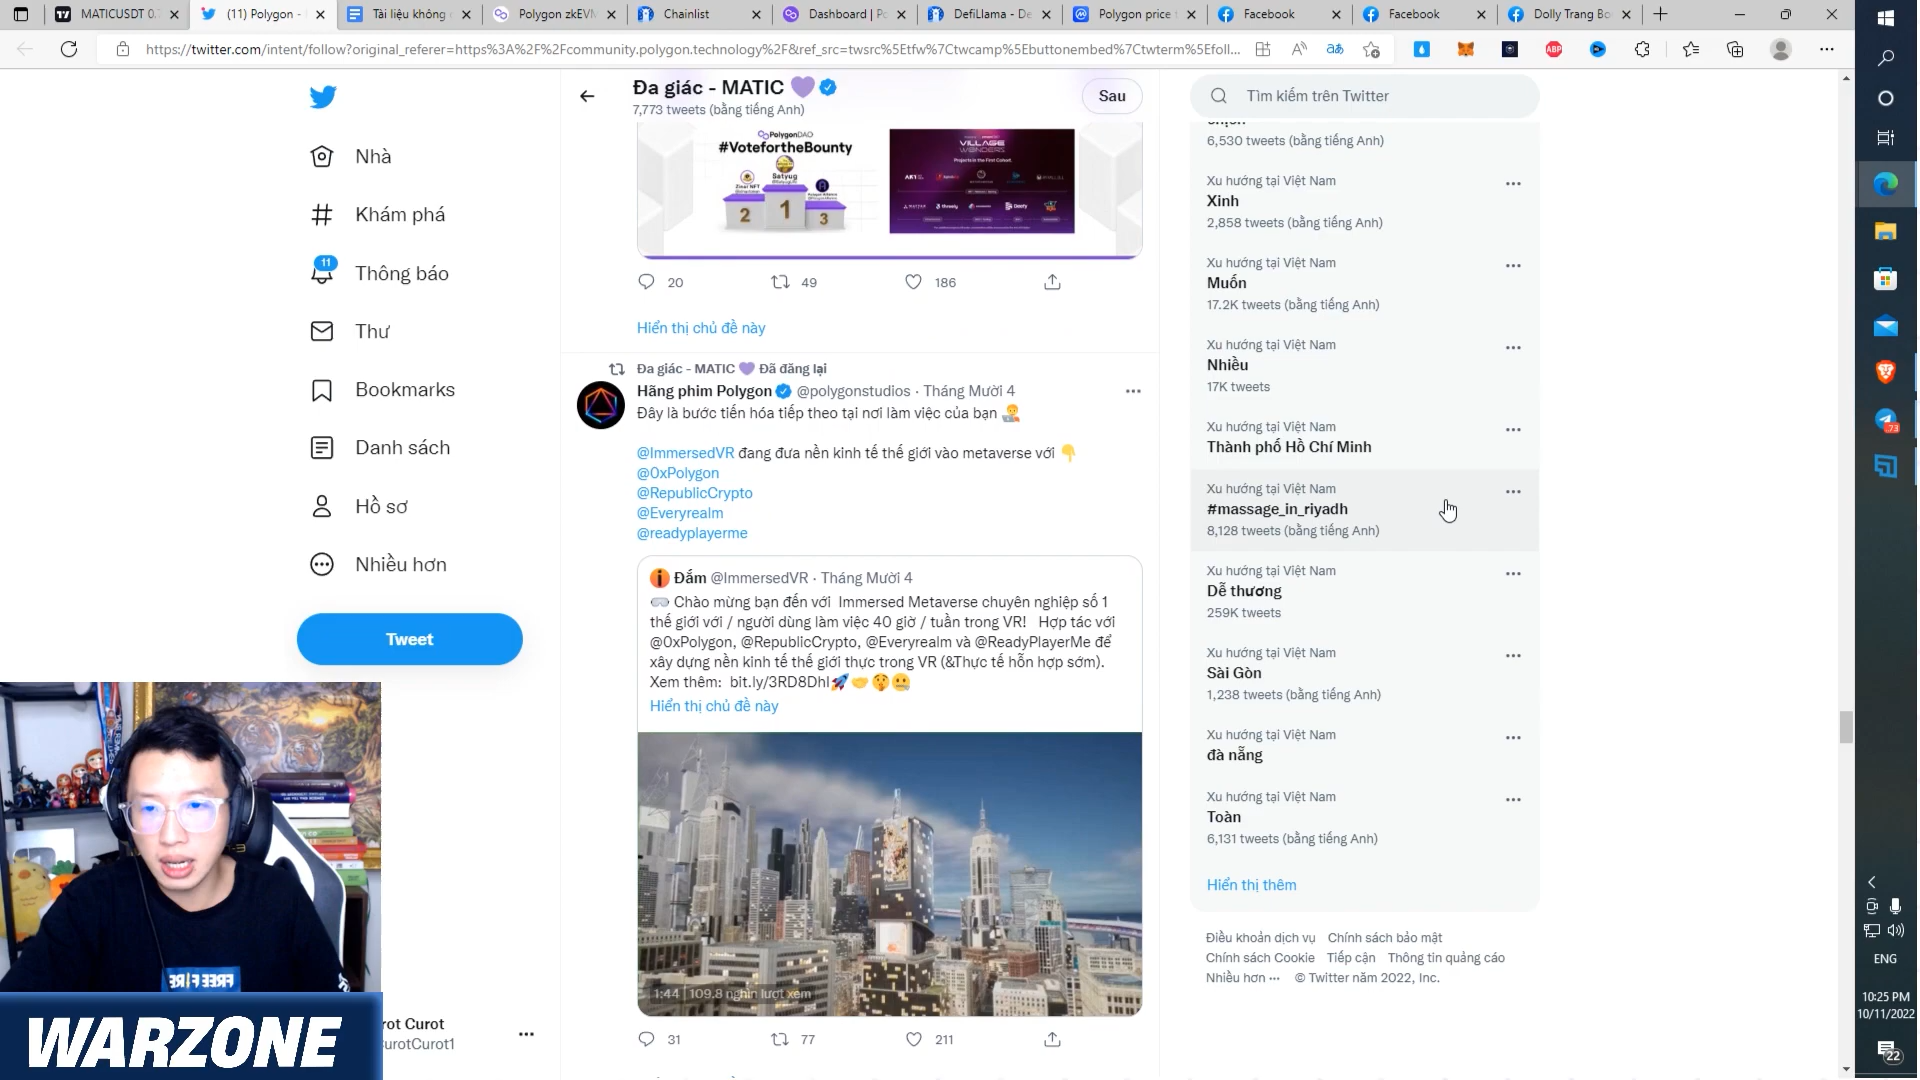 MATICUSDT 0.
(11) Polygon -
Tài liệu không
Polygon zkEVM
Chainlist
Dashboard | Po
DefiLlama - De
Polygon price
Facebook
Facebook
Dolly Trang Bo
https://twitter.com/intent/follow?original_referer=https%3A%2F%2Fcommunity.polygon.technology%2F&ref_src=twsrc%5Etfw%7Ctwcamp%5Ebuttonembed%7Ctwterm%5Efoll...
Nhà
Khám phá
11
Thông báo
Thư
Bookmarks
Danh sách
Hồ sơ
Nhiều hơn
Tweet
rot Curot
CurotCurot1
WARZONE
Đa giác - MATIC 💜
7,773 tweets (bằng tiếng Anh)
Sau
PolygonDAO
#VotefortheBounty
Satyug
2 1 3
VILLAGE
WONDERS
Projects in the First Cohort.
20 49 186
Hiển thị chủ đề này
Đa giác - MATIC 💜 Đã đăng lại
Hãng phim Polygon @polygonstudios · Tháng Mười 4
Đây là bước tiến hóa tiếp theo tại nơi làm việc của bạn 🧑‍💻
@ImmersedVR đang đưa nền kinh tế thế giới vào metaverse với 👇
@0xPolygon
@RepublicCrypto
@Everyrealm
@readyplayerme
Đắm @ImmersedVR · Tháng Mười 4
🥽 Chào mừng bạn đến với Immersed Metaverse chuyên nghiệp số 1
thế giới với / người dùng làm việc 40 giờ / tuần trong VR! Hợp tác với
@0xPolygon, @RepublicCrypto, @Everyrealm và @ReadyPlayerMe để
xây dựng nền kinh tế thế giới thực trong VR (&Thực tế hỗn hợp sớm).
Xem thêm: bit.ly/3RD8DhI🚀🤝🤫🤐
Hiển thị chủ đề này
1:44 | 109.8 nghìn lượt xem
31 77 211
Tìm kiếm trên Twitter
6,530 tweets (bằng tiếng Anh)
Xu hướng tại Việt Nam
Xinh
2,858 tweets (bằng tiếng Anh)
Xu hướng tại Việt Nam
Muốn
17.2K tweets (bằng tiếng Anh)
Xu hướng tại Việt Nam
Nhiều
17K tweets
Xu hướng tại Việt Nam
Thành phố Hồ Chí Minh
Xu hướng tại Việt Nam
#massage_in_riyadh
8,128 tweets (bằng tiếng Anh)
Xu hướng tại Việt Nam
Dễ thương
259K tweets
Xu hướng tại Việt Nam
Sài Gòn
1,238 tweets (bằng tiếng Anh)
Xu hướng tại Việt Nam
đà nẵng
Xu hướng tại Việt Nam
Toàn
6,131 tweets (bằng tiếng Anh)
Hiển thị thêm
Điều khoản dịch vụ Chính sách bảo mật
Chính sách Cookie Tiếp cận Thông tin quảng cáo
Nhiều hơn ··· © Twitter năm 2022, Inc.
73
ENG
10:25 PM
10/11/2022
22